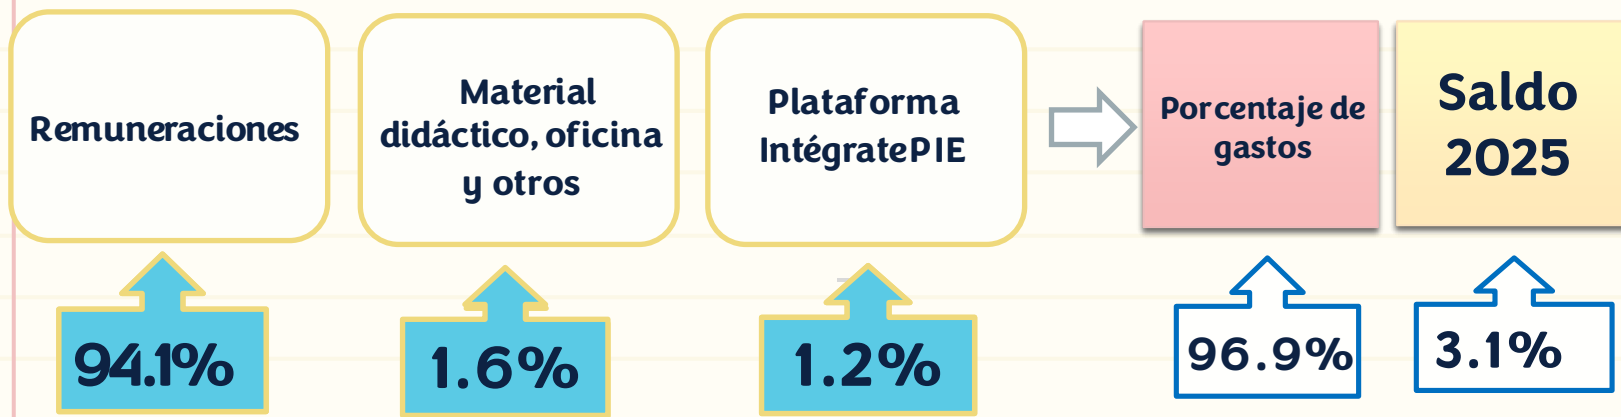 Remuneraciones
Material
didáctico, oficina
y otros
Plataforma
IntégratePIE
Porcentaje de
gastos
Saldo
2025
94.1%
1.6%
1.2%
96.9%
3.1%